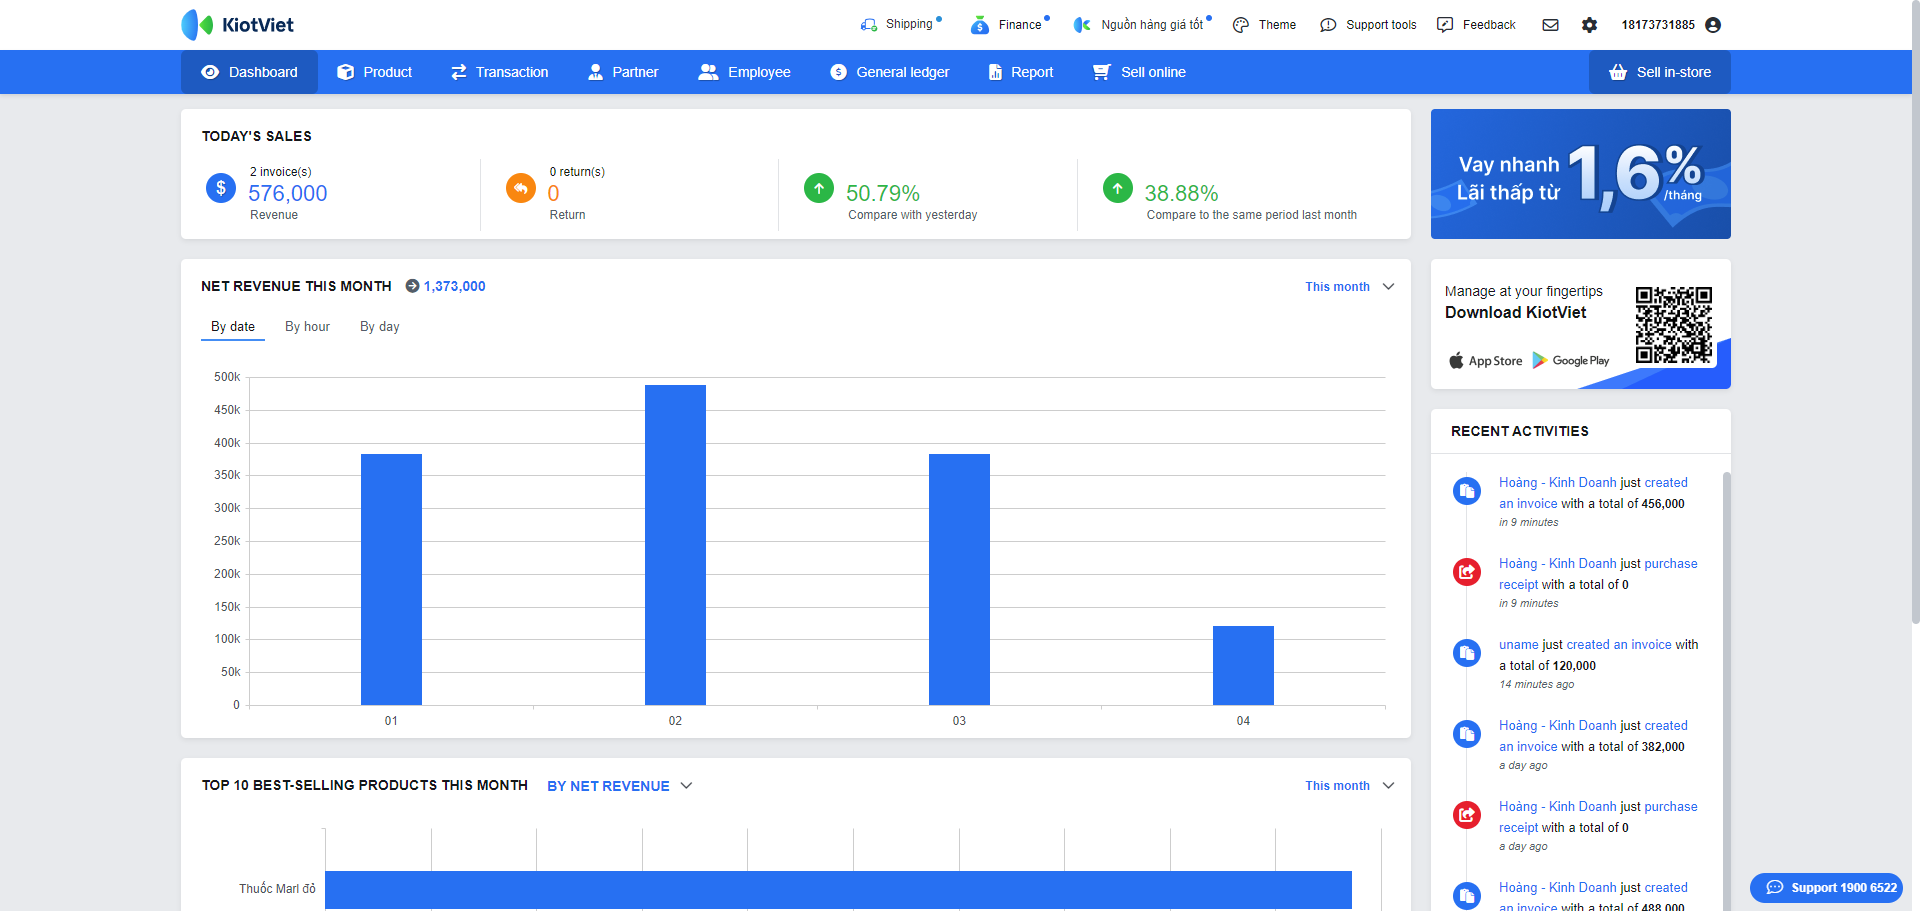 KiotViet
Shipping
Finance
Nguồn hàng giá tốt
Theme
Support tools
Feedback
18173731885
Dashboard
Product
Transaction
Partner
Employee
General ledger
Report
Sell online
Sell in-store
TODAY'S SALES
2 invoice(s)
576,000
Revenue
0 return(s)
0
Return
50.79%
Compare with yesterday
38.88%
Compare to the same period last month
Vay nhanh
Lãi thấp từ
1,6%
/tháng
NET REVENUE THIS MONTH
1,373,000
This month
By date
By hour
By day
500k
450k
400k
350k
300k
250k
200k
150k
100k
50k
0
01
02
03
04
Manage at your fingertips
Download KiotViet
App Store
Google Play
RECENT ACTIVITIES
Hoàng - Kinh Doanh just created
an invoice with a total of 456,000
in 9 minutes
Hoàng - Kinh Doanh just purchase
receipt with a total of 0
in 9 minutes
uname just created an invoice with
a total of 120,000
14 minutes ago
Hoàng - Kinh Doanh just created
an invoice with a total of 382,000
a day ago
Hoàng - Kinh Doanh just purchase
receipt with a total of 0
a day ago
Hoàng - Kinh Doanh just created
an invoice with a total of 488,000
TOP 10 BEST-SELLING PRODUCTS THIS MONTH
BY NET REVENUE
This month
Thuốc Marl đỏ
Support 1900 6522